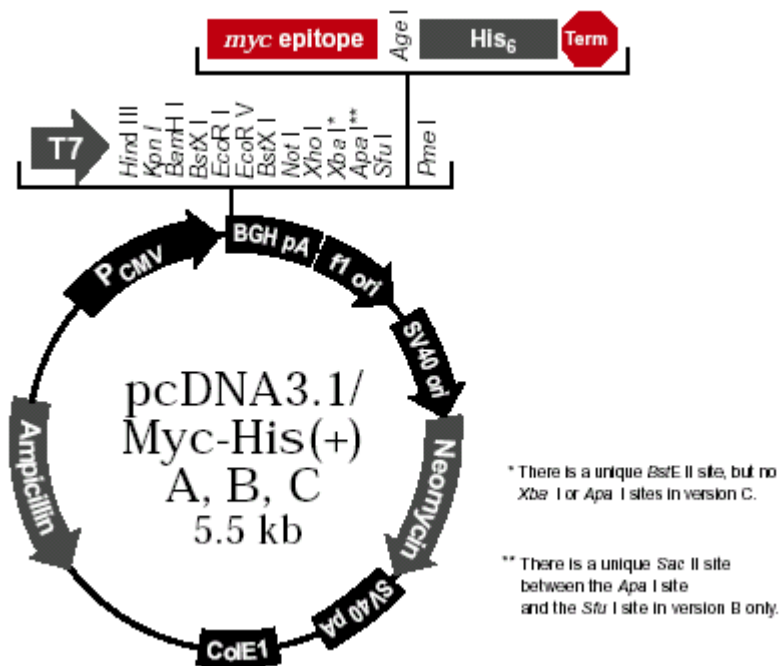 myc epitope
Age I
His6
Term
T7
Hind III
Kpn I
BamH I
BstX I
EcoR I
EcoR V
BstX I
Not I
Xho I
Xba I*
Apa I**
Sfu I
Pme I
PCMV
BGH pA
f1 ori
SV40 ori
Neomycin
SV40 pA
ColE1
Ampicillin
pcDNA3.1/
Myc-His(+)
A, B, C
5.5 kb
* There is a unique BstE II site, but no
Xba I or Apa I sites in version C.
** There is a unique Sac II site
between the Apa I site
and the Sfu I site in version B only.